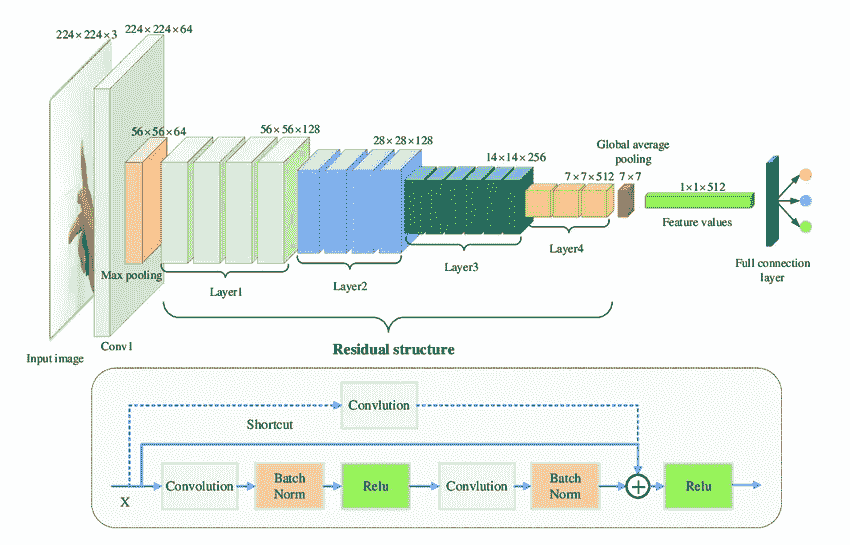 224×224×3
224×224×64
56×56×64
56×56×128
28×28×128
14×14×256
7×7×512
Global average
pooling
7×7
1×1×512
Feature values
Full connection
layer
Max pooling
Layer1
Layer2
Layer3
Layer4
Input image
Conv1
Residual structure
Convlution
Shortcut
X
Convolution
Batch
Norm
Relu
Convlution
Batch
Norm
Relu